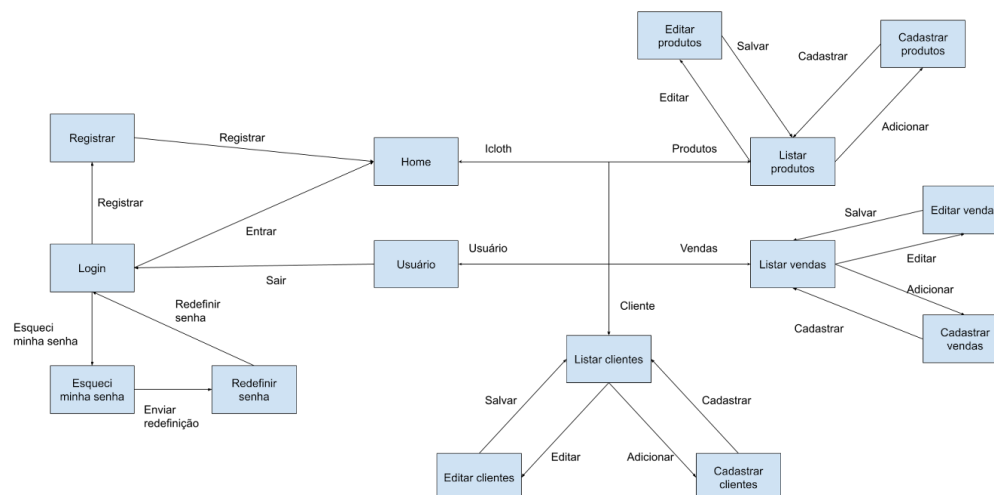 Editar
produtos
Salvar
Cadastrar
Cadastrar
produtos
Editar
Adicionar
Registrar
Registrar
Home
Icloth
Produtos
Listar
produtos
Registrar
Entrar
Salvar
Editar venda
Login
Sair
Usuário
Usuário
Vendas
Listar vendas
Editar
Adicionar
Esqueci
minha senha
Redefinir
senha
Cliente
Cadastrar
Cadastrar
vendas
Esqueci
minha senha
Enviar
redefinição
Redefinir
senha
Listar clientes
Salvar
Cadastrar
Editar
Adicionar
Editar clientes
Cadastrar
clientes